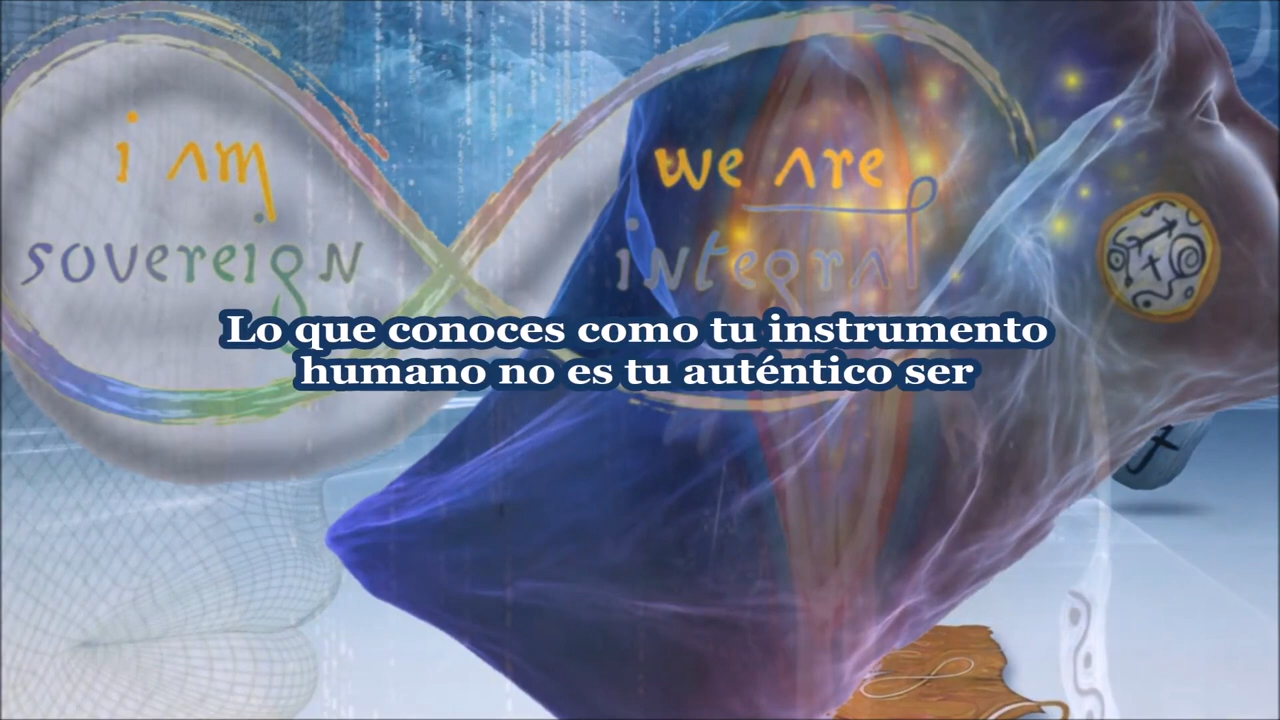 i am
sovereign
we are
integral
Lo que conoces como tu instrumento
humano no es tu auténtico ser